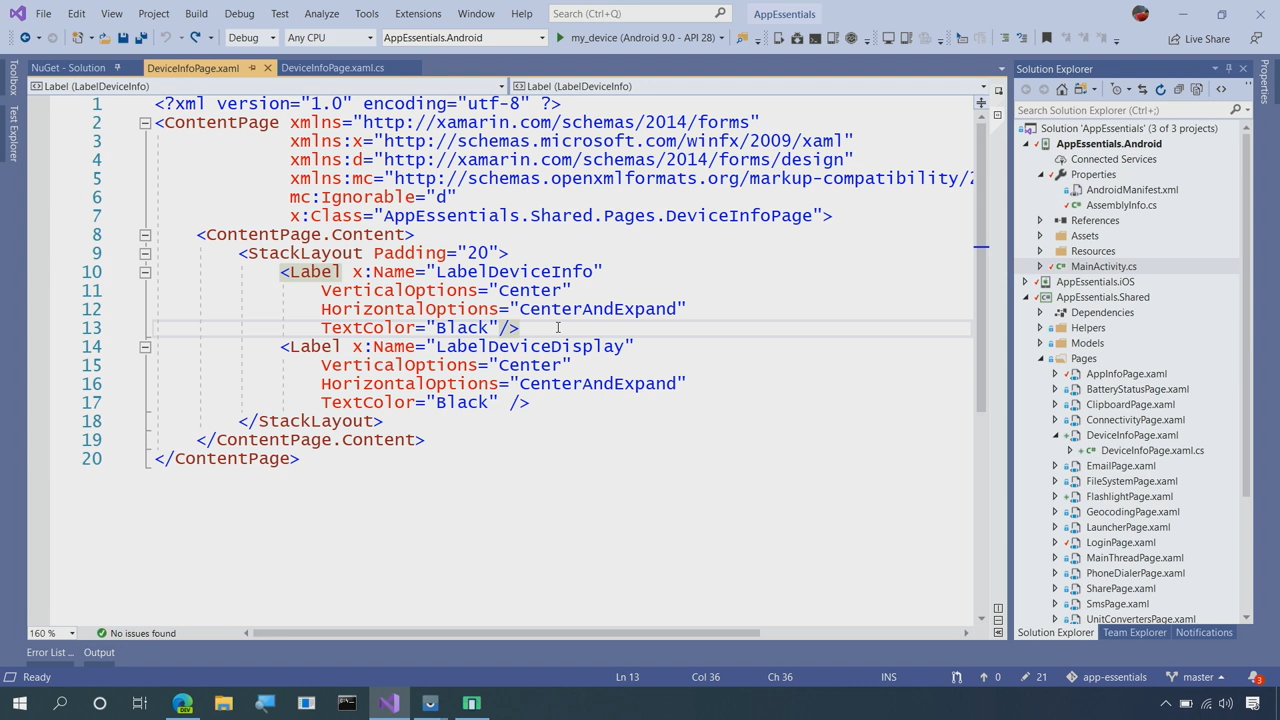 File Edit View Project Build Debug Test Analyze Tools Extensions Window Help Search (Ctrl+Q) AppEssentials
Debug Any CPU AppEssentials.Android my_device (Android 9.0 - API 28) Live Share
Toolbox
Test Explorer
NuGet - Solution DeviceInfoPage.xaml DeviceInfoPage.xaml.cs
Label (LabelDeviceInfo) Label (LabelDeviceInfo)
1 <?xml version="1.0" encoding="utf-8" ?>
2 <ContentPage xmlns="http://xamarin.com/schemas/2014/forms"
3 xmlns:x="http://schemas.microsoft.com/winfx/2009/xaml"
4 xmlns:d="http://xamarin.com/schemas/2014/forms/design"
5 xmlns:mc="http://schemas.openxmlformats.org/markup-compatibility/2
6 mc:Ignorable="d"
7 x:Class="AppEssentials.Shared.Pages.DeviceInfoPage">
8 <ContentPage.Content>
9 <StackLayout Padding="20">
10 <Label x:Name="LabelDeviceInfo"
11 VerticalOptions="Center"
12 HorizontalOptions="CenterAndExpand"
13 TextColor="Black"/>
14 <Label x:Name="LabelDeviceDisplay"
15 VerticalOptions="Center"
16 HorizontalOptions="CenterAndExpand"
17 TextColor="Black" />
18 </StackLayout>
19 </ContentPage.Content>
20 </ContentPage>
160 % No issues found
Solution Explorer
Search Solution Explorer (Ctrl+;)
Solution 'AppEssentials' (3 of 3 projects)
AppEssentials.Android
Connected Services
Properties
AndroidManifest.xml
AssemblyInfo.cs
References
Assets
Resources
MainActivity.cs
AppEssentials.iOS
AppEssentials.Shared
Dependencies
Helpers
Models
Pages
AppInfoPage.xaml
BatteryStatusPage.xaml
ClipboardPage.xaml
ConnectivityPage.xaml
DeviceInfoPage.xaml
DeviceInfoPage.xaml.cs
EmailPage.xaml
FileSystemPage.xaml
FlashlightPage.xaml
GeocodingPage.xaml
LauncherPage.xaml
LoginPage.xaml
MainThreadPage.xaml
PhoneDialerPage.xaml
SharePage.xaml
SmsPage.xaml
UnitConvertersPage.xaml
Solution Explorer Team Explorer Notifications
Properties
Error List ... Output
Ready Ln 13 Col 36 Ch 36 INS 0 21 app-essentials master 3
DEV